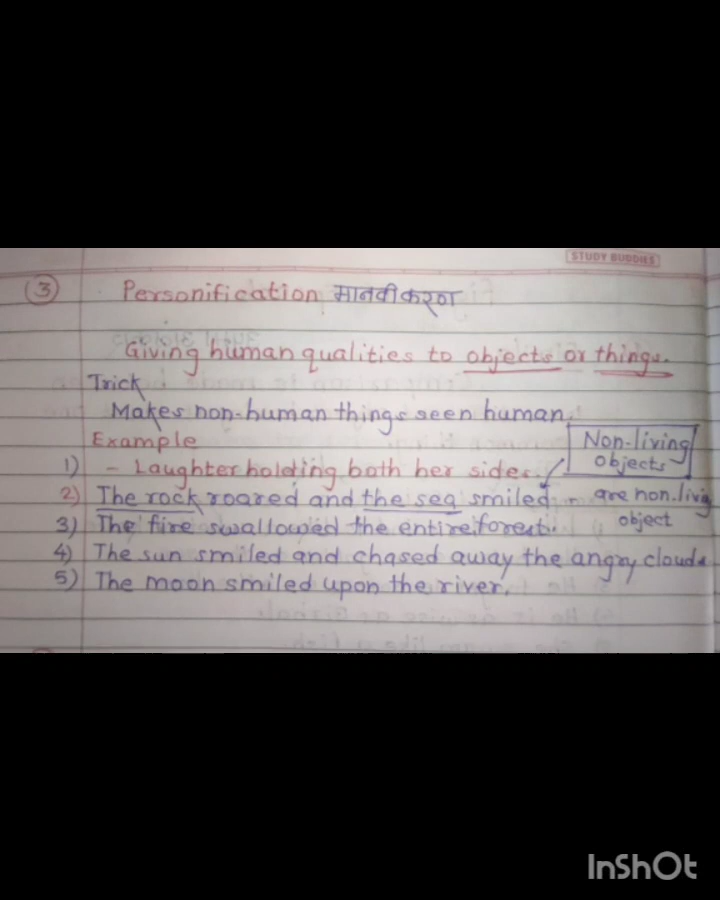 STUDY BUDDIES
3 Personification मानवीकरण
Giving human qualities to objects or things.
Trick
Makes non-human things seen human.
Example
Non-living
objects
1) - Laughter holding both her sides.
2) The rock roared and the sea smiled - are non.livig
object
3) The fire swallowed the entire forest.
4) The sun smiled and chased away the angry clouds
5) The moon smiled upon the river.
InShOt